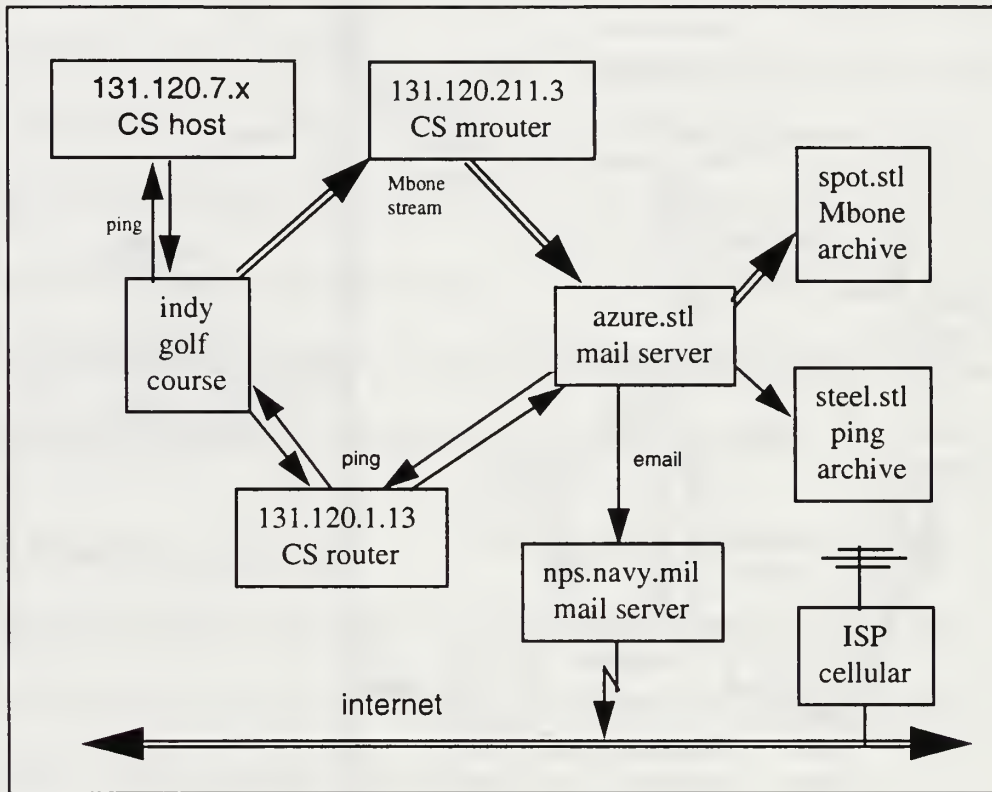 131.120.7.x
CS host
131.120.211.3
CS mrouter
spot.stl
Mbone
archive
ping
Mbone
stream
indy
golf
course
azure.stl
mail server
steel.stl
ping
archive
ping
email
131.120.1.13
CS router
nps.navy.mil
mail server
ISP
cellular
internet